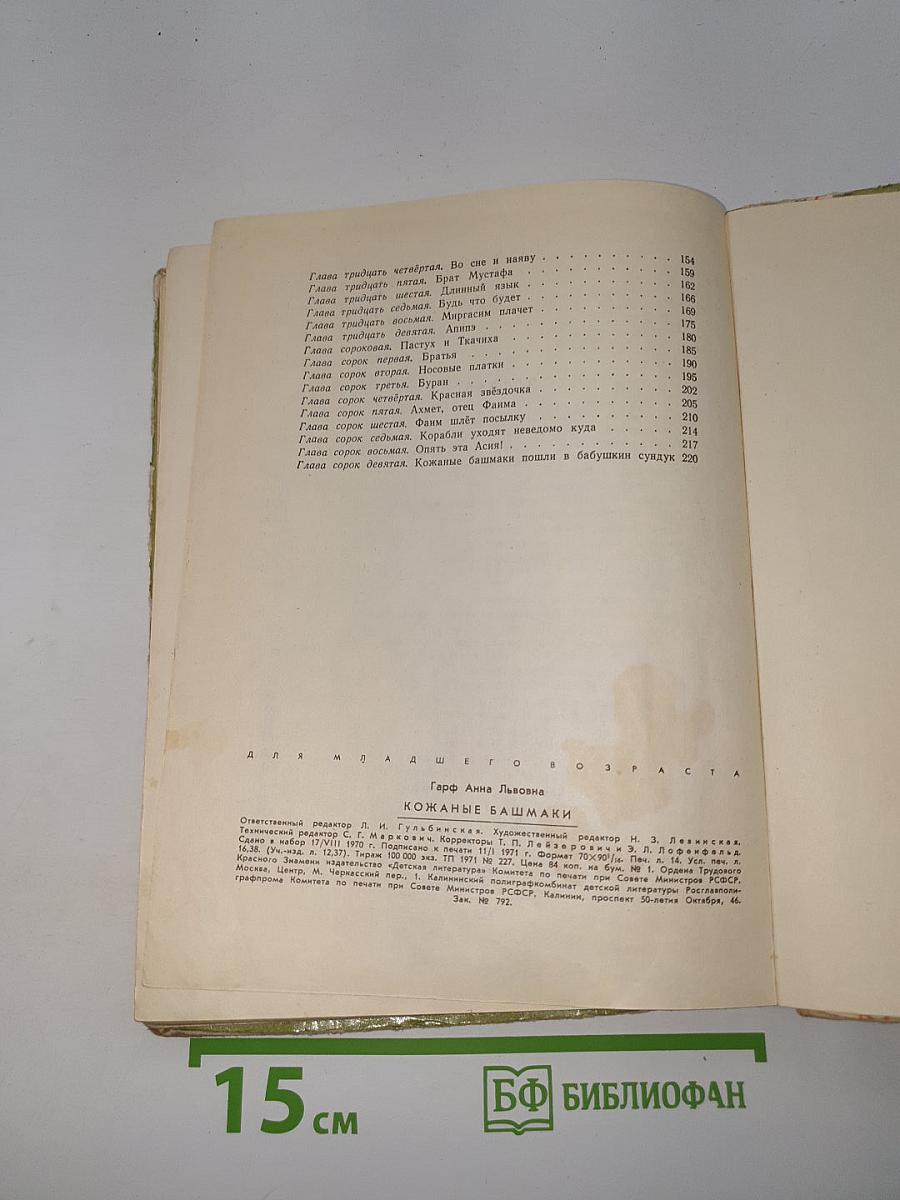 Глава тридцать четвёртая. Во сне и наяву . . . . . . . . . . 154
Глава тридцать пятая. Брат Мустафа . . . . . . . . . . . 159
Глава тридцать шестая. Длинный язык . . . . . . . . . . . 162
Глава тридцать седьмая. Будь что будет . . . . . . . . . . 166
Глава тридцать восьмая. Миргасим плачет . . . . . . . . . . 169
Глава тридцать девятая. Апипэ . . . . . . . . . . . . . 175
Глава сороковая. Пастух и Ткачиха . . . . . . . . . . . . 180
Глава сорок первая. Братья . . . . . . . . . . . . . . 185
Глава сорок вторая. Носовые платки . . . . . . . . . . . 190
Глава сорок третья. Буран . . . . . . . . . . . . . . 195
Глава сорок четвёртая. Красная звёздочка . . . . . . . . . . 202
Глава сорок пятая. Ахмет, отец Фаима . . . . . . . . . . . 205
Глава сорок шестая. Фаим шлёт посылку . . . . . . . . . . 210
Глава сорок седьмая. Корабли уходят неведомо куда . . . . . 214
Глава сорок восьмая. Опять эта Асия! . . . . . . . . . . . 217
Глава сорок девятая. Кожаные башмаки пошли в бабушкин сундук 220
ДЛЯ МЛАДШЕГО ВОЗРАСТА
Гарф Анна Львовна
КОЖАНЫЕ БАШМАКИ
Ответственный редактор Л. И. Гульбинская. Художественный редактор Н. З. Левинская.
Технический редактор С. Г. Маркович. Корректоры Т. П. Лейзерович и Э. Л. Лофенфельд.
Сдано в набор 17/VIII 1970 г. Подписано к печати 11/I 1971 г. Формат 70×90¹/₁₆. Печ. л. 14. Усл. печ. л.
16,38. (Уч.-изд. л. 12,37). Тираж 100 000 экз. ТП 1971 № 227. Цена 84 коп. на бум. № 1. Ордена Трудового
Красного Знамени издательство «Детская литература» Комитета по печати при Совете Министров РСФСР.
Москва, Центр, М. Черкасский пер., 1. Калининский полиграфкомбинат детской литературы Росглавполи-
графпрома Комитета по печати при Совете Министров РСФСР, Калинин, проспект 50-летия Октября, 46.
Зак. № 792.
15 см
БФ БИБЛИОФАН